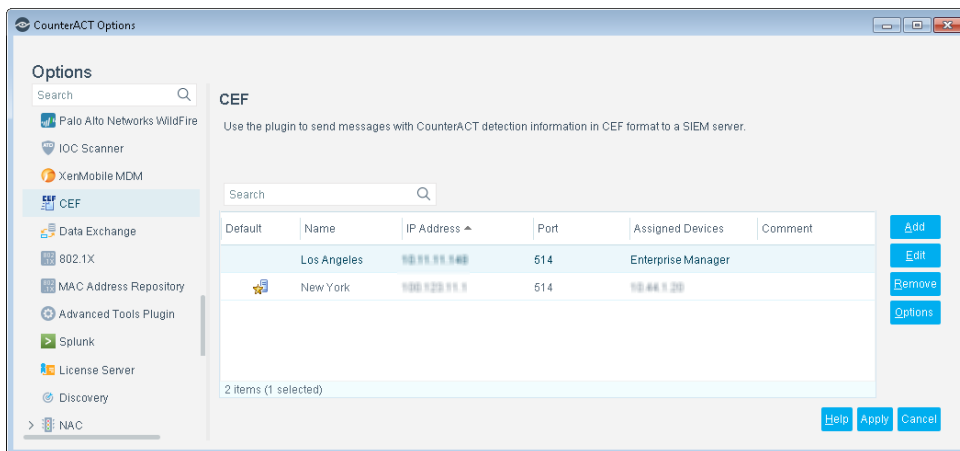 CounterACT Options
Options
Search
Palo Alto Networks WildFire
IOC Scanner
XenMobile MDM
CEF
Data Exchange
802.1X
MAC Address Repository
Advanced Tools Plugin
Splunk
License Server
Discovery
NAC
CEF
Use the plugin to send messages with CounterACT detection information in CEF format to a SIEM server.
Search
Default Name IP Address Port Assigned Devices Comment
Los Angeles 514 Enterprise Manager
New York 514
2 items (1 selected)
Add
Edit
Remove
Options
Help Apply Cancel